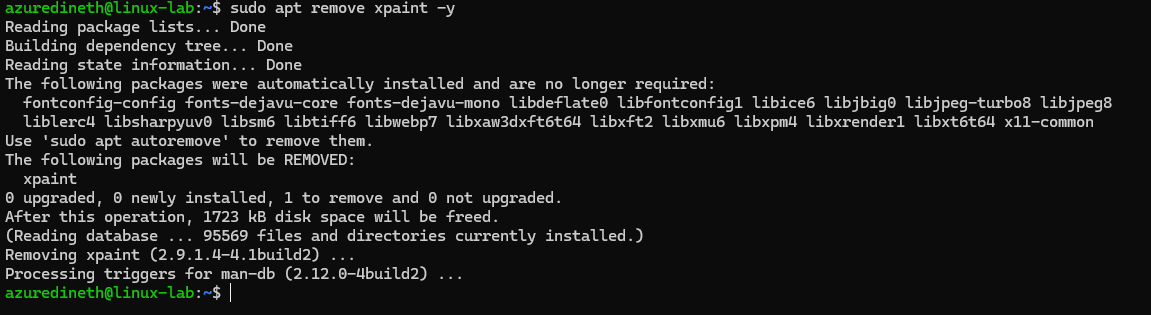 azuredineth@linux-lab:~$ sudo apt remove xpaint -y
Reading package lists... Done
Building dependency tree... Done
Reading state information... Done
The following packages were automatically installed and are no longer required:
  fontconfig-config fonts-dejavu-core fonts-dejavu-mono libdeflate0 libfontconfig1 libice6 libjbig0 libjpeg-turbo8 libjpeg8
  liblerc4 libsharpyuv0 libsm6 libtiff6 libwebp7 libxaw3dxft6t64 libxft2 libxmu6 libxpm4 libxrender1 libxt6t64 x11-common
Use 'sudo apt autoremove' to remove them.
The following packages will be REMOVED:
  xpaint
0 upgraded, 0 newly installed, 1 to remove and 0 not upgraded.
After this operation, 1723 kB disk space will be freed.
(Reading database ... 95569 files and directories currently installed.)
Removing xpaint (2.9.1.4-4.1build2) ...
Processing triggers for man-db (2.12.0-4build2) ...
azuredineth@linux-lab:~$